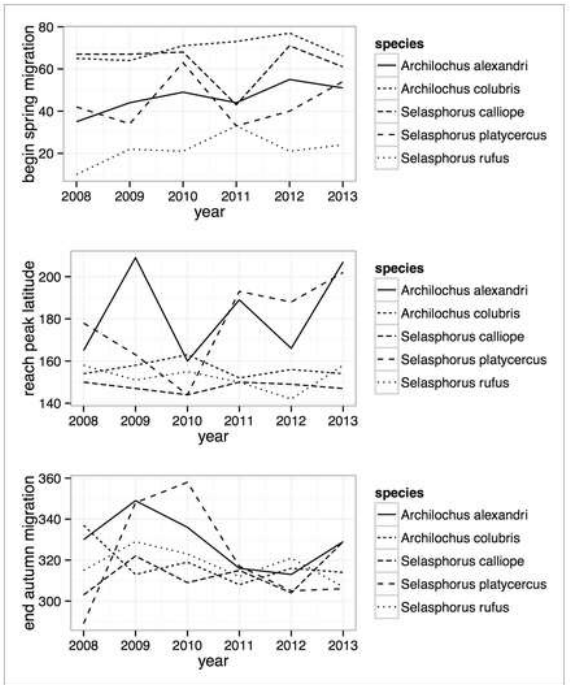 begin spring migration
80
60
40
20
2008 2009 2010 2011 2012 2013
year
species
Archilochus alexandri
Archilochus colubris
Selasphorus calliope
Selasphorus platycercus
Selasphorus rufus
reach peak latitude
200
180
160
140
2008 2009 2010 2011 2012 2013
year
species
Archilochus alexandri
Archilochus colubris
Selasphorus calliope
Selasphorus platycercus
Selasphorus rufus
end autumn migration
360
340
320
300
2008 2009 2010 2011 2012 2013
year
species
Archilochus alexandri
Archilochus colubris
Selasphorus calliope
Selasphorus platycercus
Selasphorus rufus